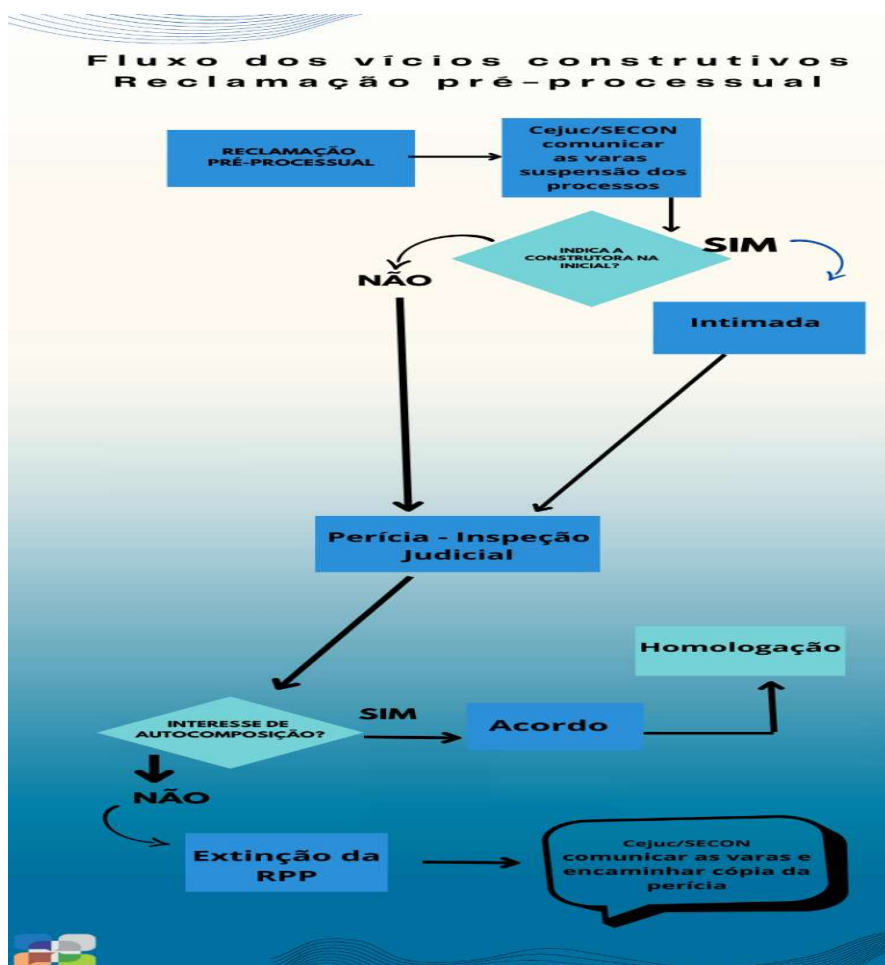 Fluxo dos vícios construtivos
Reclamação pré-processual
RECLAMAÇÃO
PRÉ-PROCESSUAL
Cejuc/SECON
comunicar
as varas
suspensão dos
processos
INDICA A
CONSTRUTORA NA
INICIAL?
SIM
NÃO
Intimada
Perícia - Inspeção
Judicial
Homologação
INTERESSE DE
AUTOCOMPOSIÇÃO?
SIM
Acordo
NÃO
Extinção da
RPP
Cejuc/SECON
comunicar as varas e
encaminhar cópia da
perícia